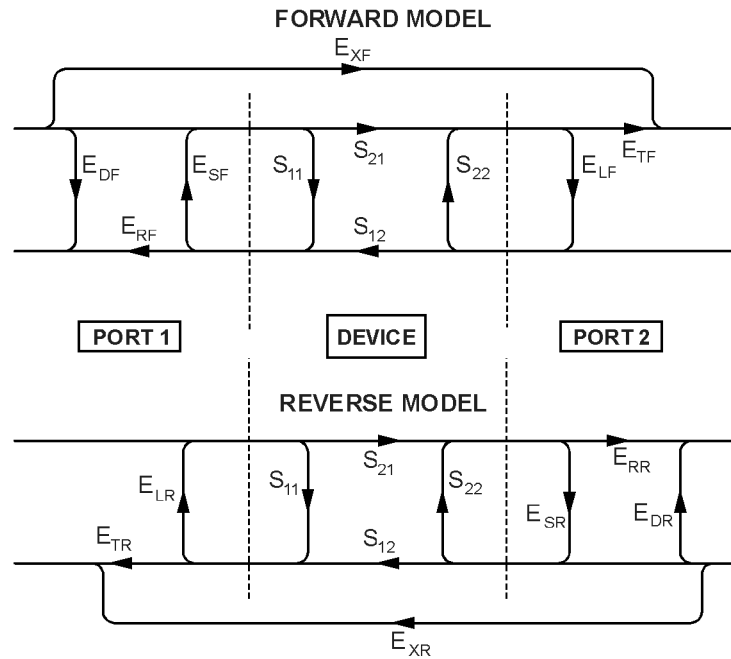 FORWARD MODEL
E_XF
E_DF
E_SF
S_11
S_21
S_22
E_LF
E_TF
E_RF
S_12
PORT 1
DEVICE
PORT 2
REVERSE MODEL
E_LR
S_11
S_21
S_22
E_SR
E_RR
E_DR
E_TR
S_12
E_XR